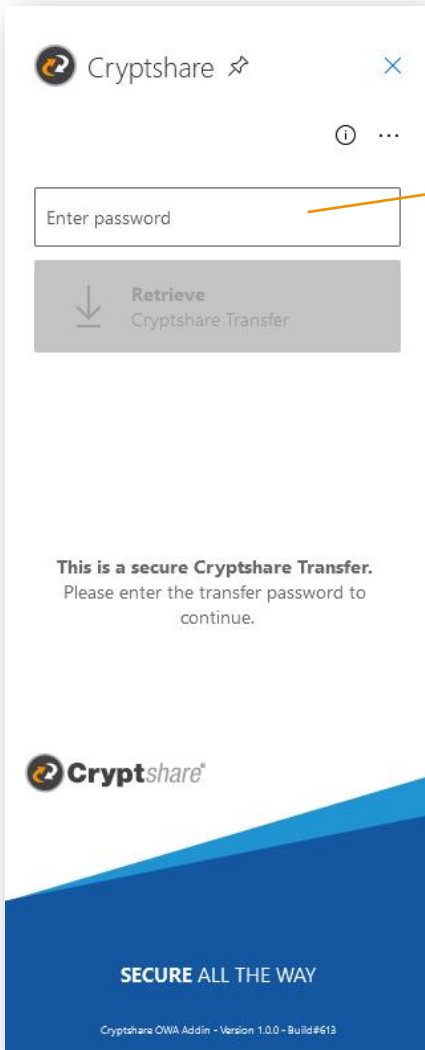 Cryptshare
Enter password
Retrieve
Cryptshare Transfer
This is a secure Cryptshare Transfer.
Please enter the transfer password to
continue.
Cryptshare®
SECURE ALL THE WAY
Cryptshare OWA Addin - Version 1.0.0 - Build#613